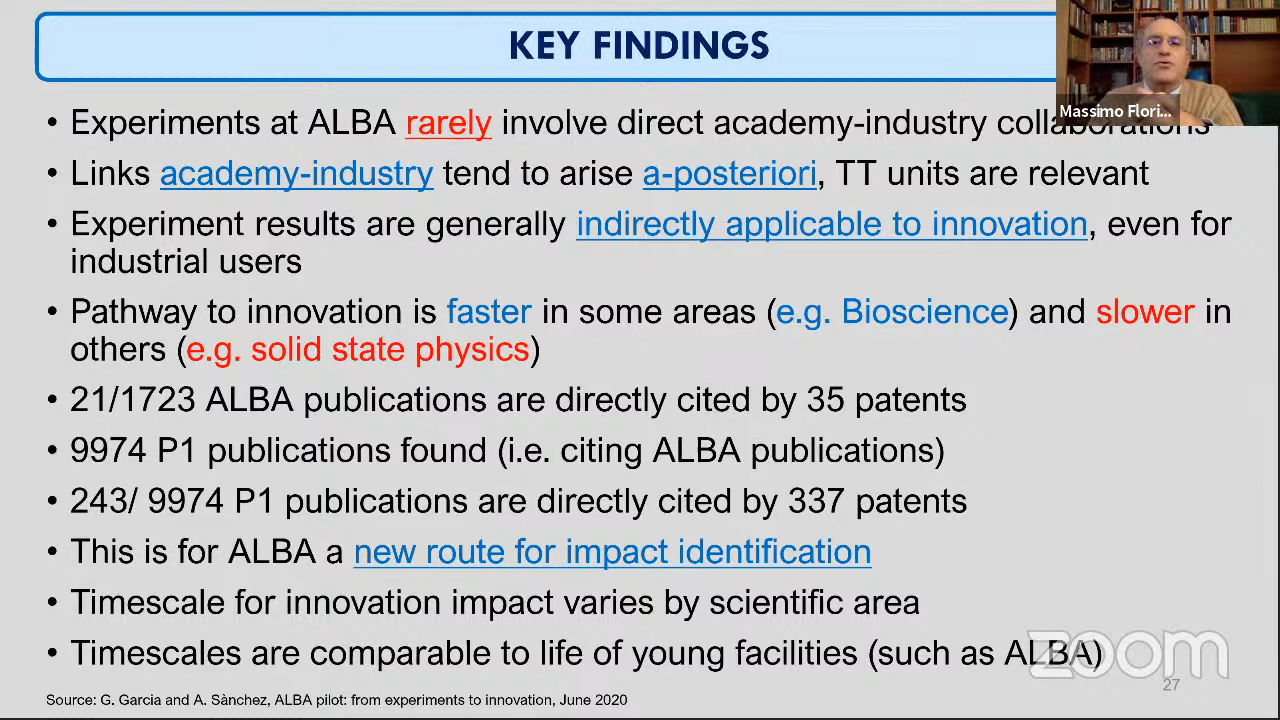 KEY FINDINGS
Massimo Flori...
• Experiments at ALBA rarely involve direct academy-industry collaborations
• Links academy-industry tend to arise a-posteriori, TT units are relevant
• Experiment results are generally indirectly applicable to innovation, even for
industrial users
• Pathway to innovation is faster in some areas (e.g. Bioscience) and slower in
others (e.g. solid state physics)
• 21/1723 ALBA publications are directly cited by 35 patents
• 9974 P1 publications found (i.e. citing ALBA publications)
• 243/ 9974 P1 publications are directly cited by 337 patents
• This is for ALBA a new route for impact identification
• Timescale for innovation impact varies by scientific area
• Timescales are comparable to life of young facilities (such as ALBA)
zoom
27
Source: G. Garcia and A. Sànchez, ALBA pilot: from experiments to innovation, June 2020